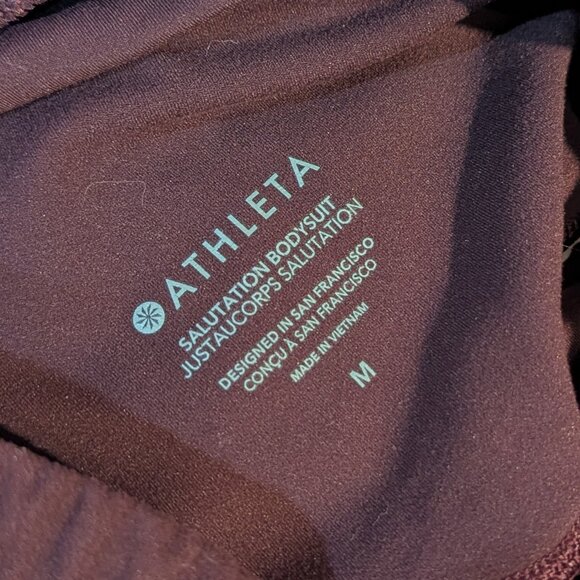 ATHLETA
SALUTATION BODYSUIT
JUSTAUCORPS SALUTATION
DESIGNED IN SAN FRANCISCO
CONÇU À SAN FRANCISCO
MADE IN VIETNAM
M